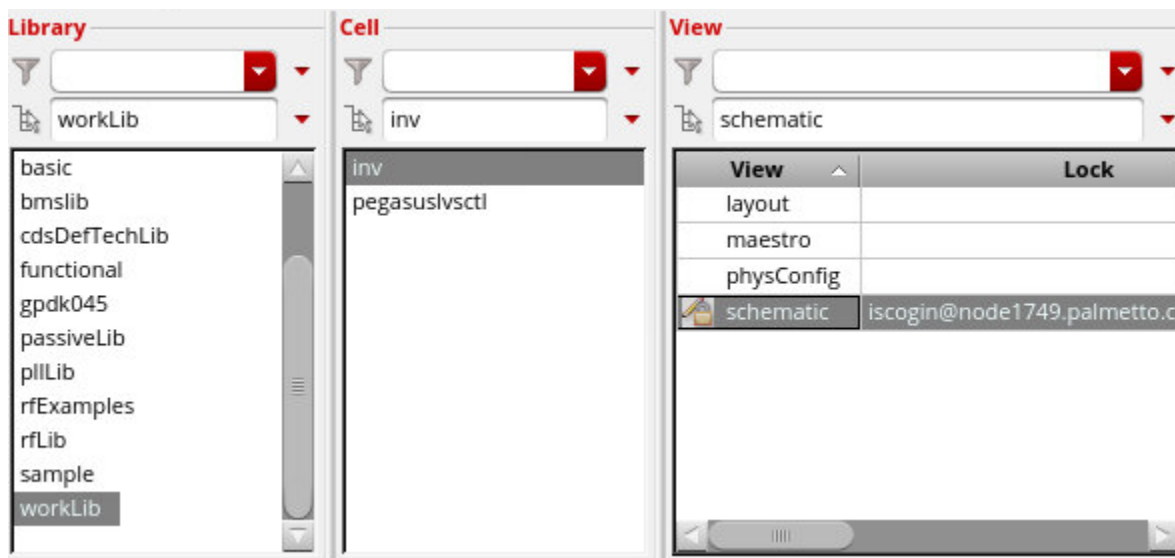 Library
workLib
basic
bmslib
cdsDefTechLib
functional
gpdk045
passiveLib
pllLib
rfExamples
rfLib
sample
workLib
Cell
inv
inv
pegasuslvsctl
View
schematic
View Lock
layout
maestro
physConfig
schematic iscogin@node1749.palmetto.c